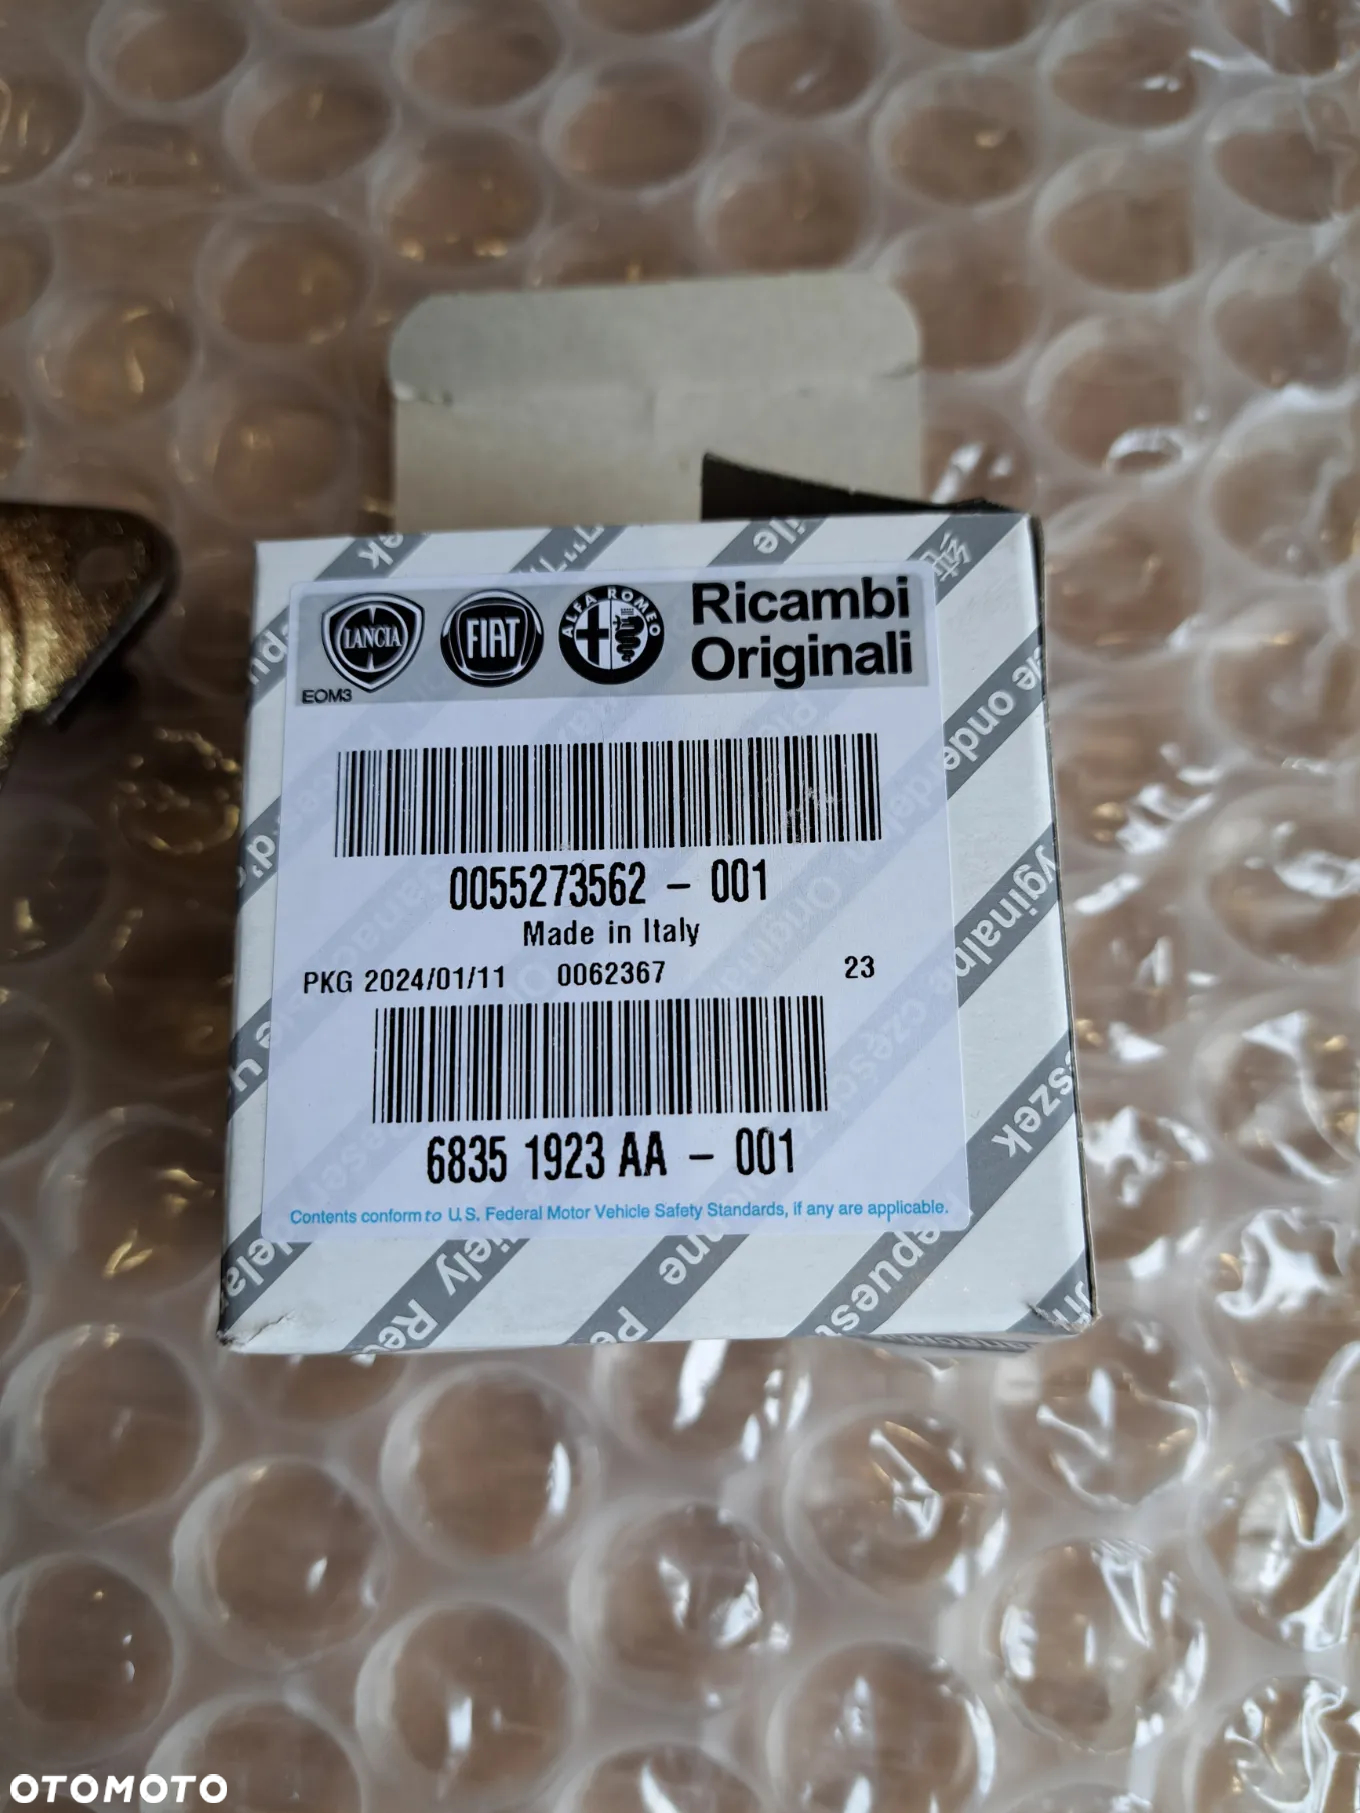 LANCIA FIAT ALFA ROMEO Ricambi
Originali
EOM3
0055273562 - 001
Made in Italy
PKG 2024/01/11 0062367 23
6835 1923 AA - 001
Contents conform to U.S. Federal Motor Vehicle Safety Standards, if any are applicable.
OTOMOTO